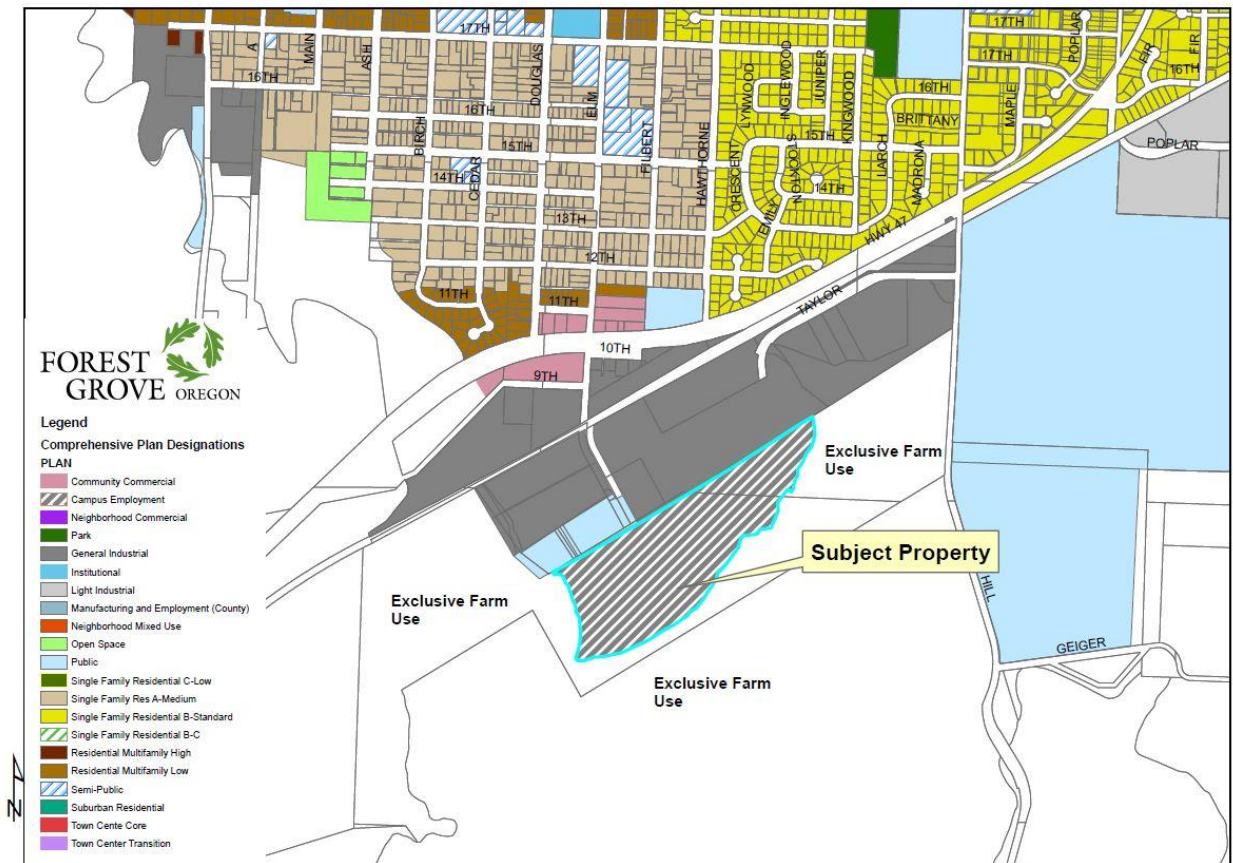 17TH
A
MAIN
ASH
DOUGLAS
ELM
16TH
16TH
BIRCH
15TH
14TH
CEDAR
FILBERT
HAWTHORNE
13TH
12TH
11TH
11TH
10TH
9TH
LYNWOOD
INGLEWOOD
JUNIPER
KINGWOOD
CRESCENT
STOCKTON
15TH
14TH
EMILY
LARCH
16TH
BRITTANY
MADRONA
MAPLE
17TH
POPLAR
FIR
FIR
16TH
POPLAR
HWY 47
TAYLOR
HILL
GEIGER
Exclusive Farm
Use
Subject Property
Exclusive Farm
Use
Exclusive Farm
Use
FOREST
GROVE OREGON
Legend
Comprehensive Plan Designations
PLAN
Community Commercial
Campus Employment
Neighborhood Commercial
Park
General Industrial
Institutional
Light Industrial
Manufacturing and Employment (County)
Neighborhood Mixed Use
Open Space
Public
Single Family Residential C-Low
Single Family Res A-Medium
Single Family Residential B-Standard
Single Family Residential B-C
Residential Multifamily High
Residential Multifamily Low
Semi-Public
Suburban Residential
Town Cente Core
Town Center Transition
N